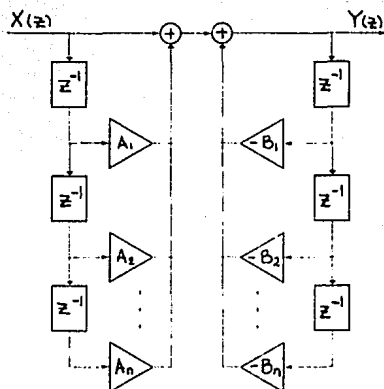 X(z) + + Y(z)
z⁻¹ z⁻¹
A₁ -B₁
z⁻¹ z⁻¹
A₂ -B₂
z⁻¹ z⁻¹
Aₙ -Bₙ